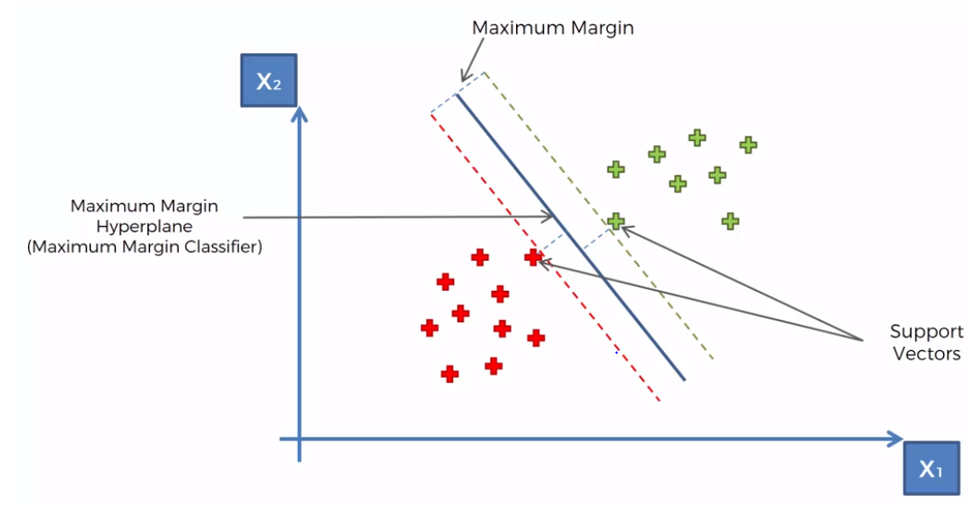 Maximum Margin
X₂
Maximum Margin
Hyperplane
(Maximum Margin Classifier)
Support
Vectors
X₁